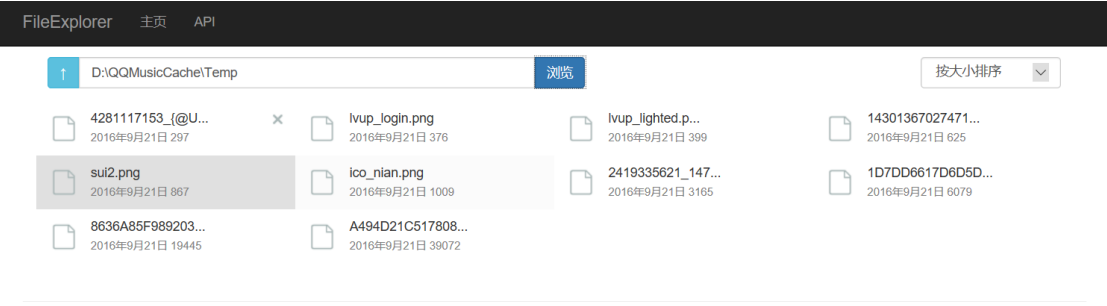 FileExplorer 主页 API
↑ D:\QQMusicCache\Temp 浏览 按大小排序
4281117153_{@U...
2016年9月21日 297
lvup_login.png
2016年9月21日 376
lvup_lighted.p...
2016年9月21日 399
14301367027471...
2016年9月21日 625
sui2.png
2016年9月21日 867
ico_nian.png
2016年9月21日 1009
2419335621_147...
2016年9月21日 3165
1D7DD6617D6D5D...
2016年9月21日 6079
8636A85F989203...
2016年9月21日 19445
A494D21C517808...
2016年9月21日 39072